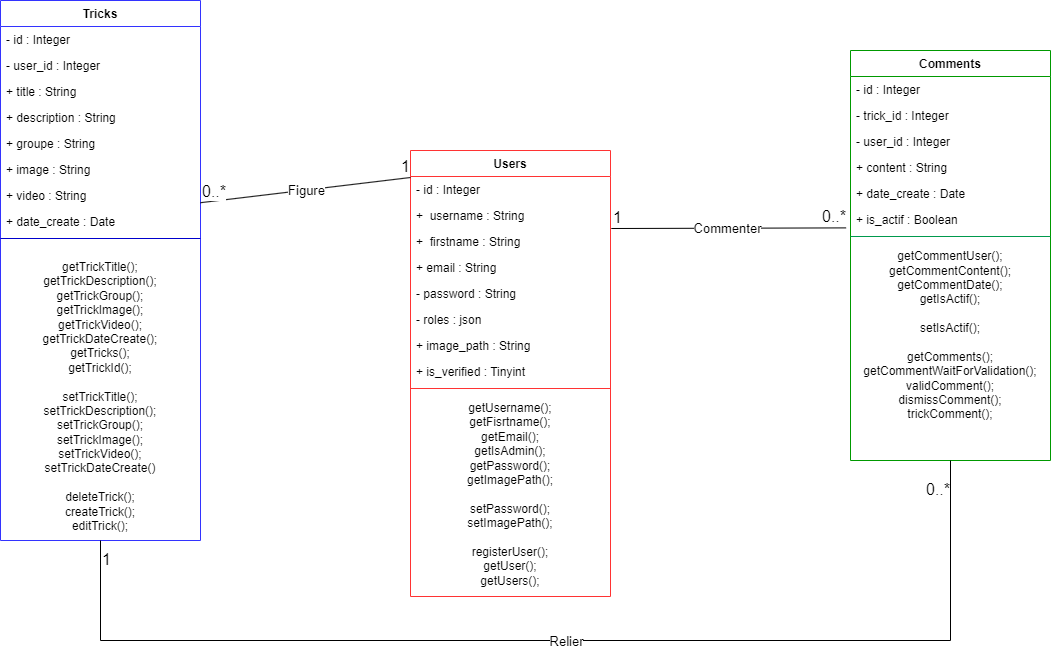 Tricks
- id : Integer
- user_id : Integer
+ title : String
+ description : String
+ groupe : String
+ image : String
+ video : String
+ date_create : Date
getTrickTitle();
getTrickDescription();
getTrickGroup();
getTrickImage();
getTrickVideo();
getTrickDateCreate();
getTricks();
getTrickId();
setTrickTitle();
setTrickDescription();
setTrickGroup();
setTrickImage();
setTrickVideo();
setTrickDateCreate()
deleteTrick();
createTrick();
editTrick();
0..*
Figure
1
Users
- id : Integer
+ username : String
+ firstname : String
+ email : String
- password : String
- roles : json
+ image_path : String
+ is_verified : Tinyint
getUsername();
getFisrtname();
getEmail();
getIsAdmin();
getPassword();
getImagePath();
setPassword();
setImagePath();
registerUser();
getUser();
getUsers();
1
Commenter
0..*
Comments
- id : Integer
- trick_id : Integer
- user_id : Integer
+ content : String
+ date_create : Date
+ is_actif : Boolean
getCommentUser();
getCommentContent();
getCommentDate();
getIsActif();
setIsActif();
getComments();
getCommentWaitForValidation();
validComment();
dismissComment();
trickComment();
0..*
1
Relier